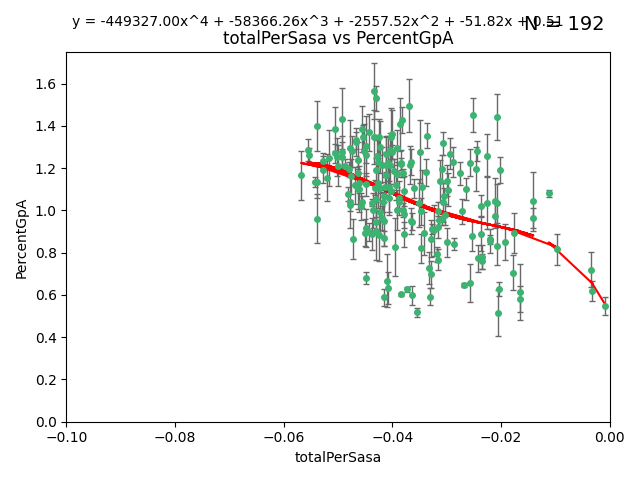 y = -449327.00x^4 + -58366.26x^3 + -2557.52x^2 + -51.82x + 0.51
N = 192
totalPerSasa vs PercentGpA
1.6
1.4
1.2
1.0
0.8
0.6
0.4
0.2
0.0
PercentGpA
−0.10 −0.08 −0.06 −0.04 −0.02 0.00
totalPerSasa